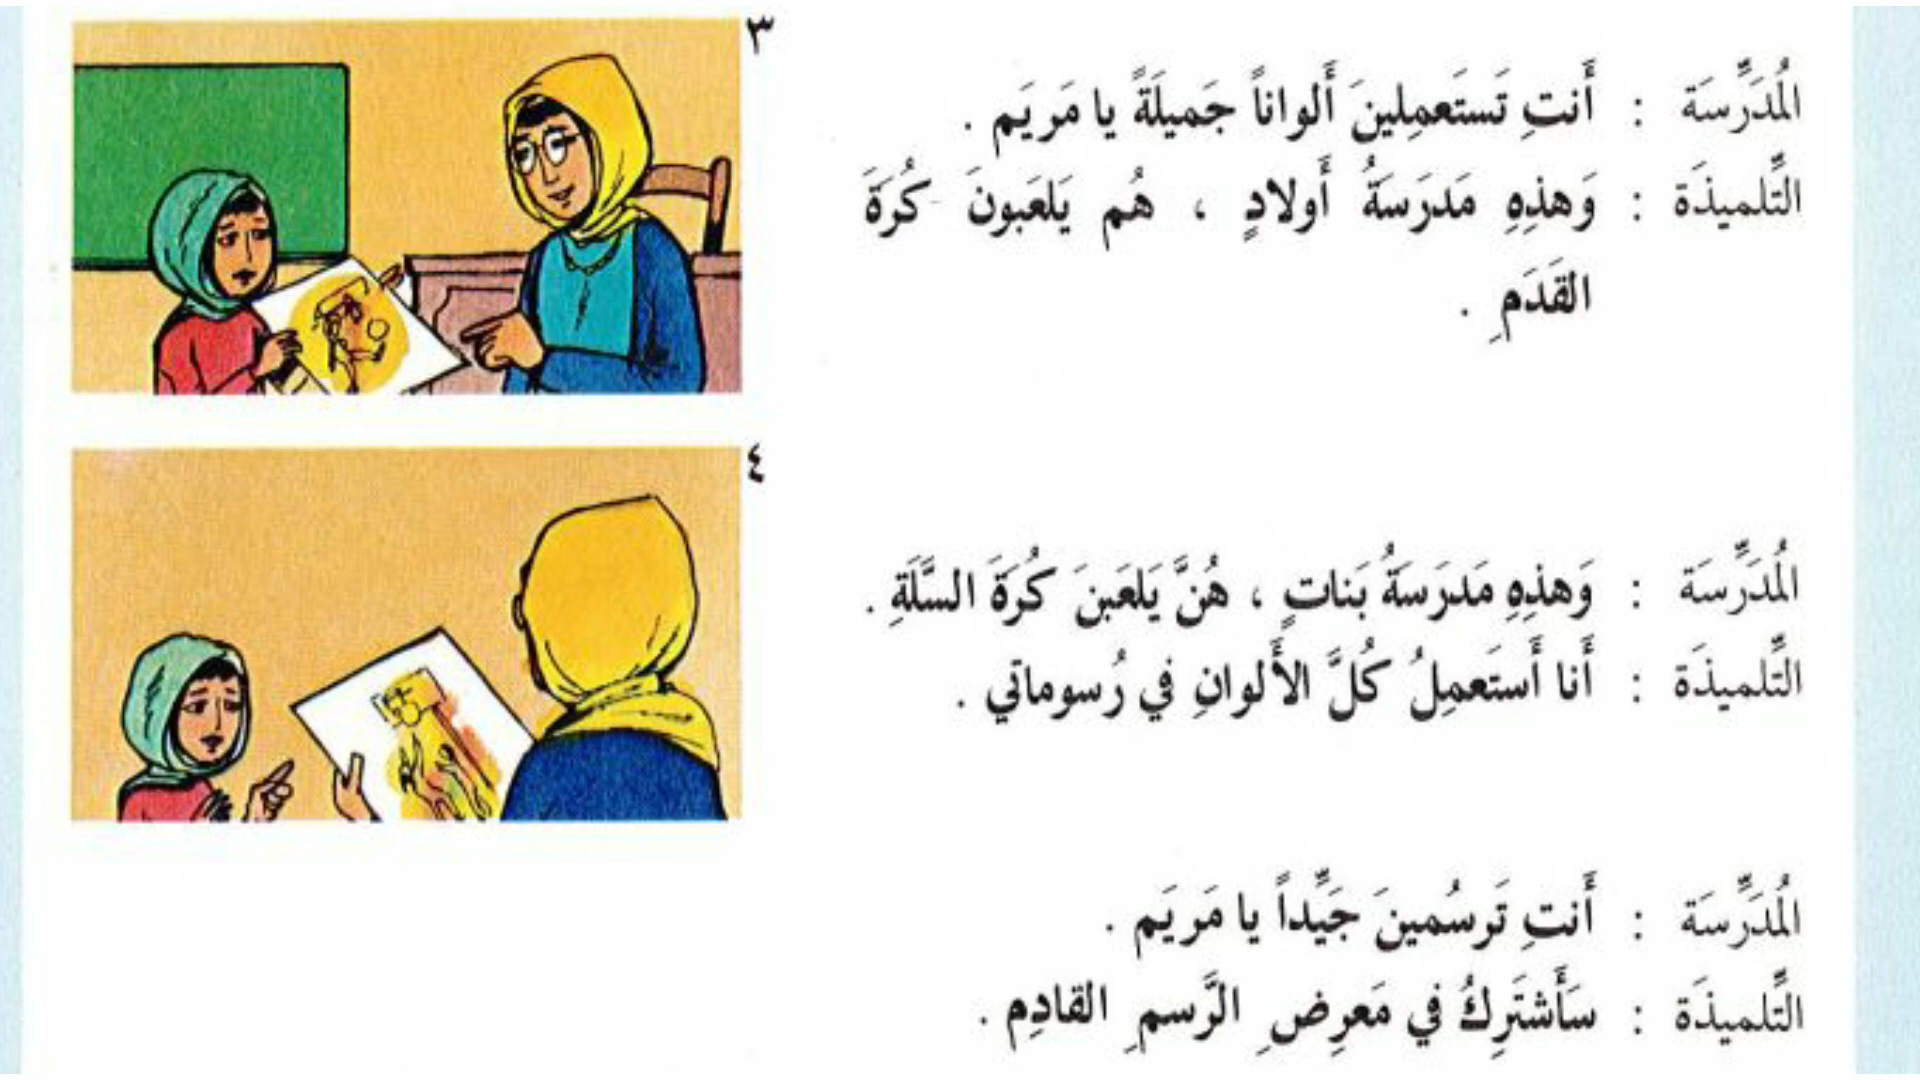 ٣
المُدَرِّسَة : أَنتِ تَستَعمِلينَ أَلواناً جَميلَةً يا مَريَم .
التِّلميذَة : وَهذِهِ مَدرَسَةُ أَولادٍ ، هُم يَلعَبونَ كُرَةَ
القَدَمِ .
٤
المُدَرِّسَة : وَهذِهِ مَدرَسَةُ بَناتٍ ، هُنَّ يَلعَبنَ كُرَةَ السَّلَّةِ .
التِّلميذَة : أَنا أَستَعمِلُ كُلَّ الأَلوانِ في رُسوماتي .
المُدَرِّسَة : أَنتِ تَرسُمينَ جَيِّداً يا مَريَم .
التِّلميذَة : سَأَشتَرِكُ في مَعرِضِ الرَّسمِ القادِمِ .